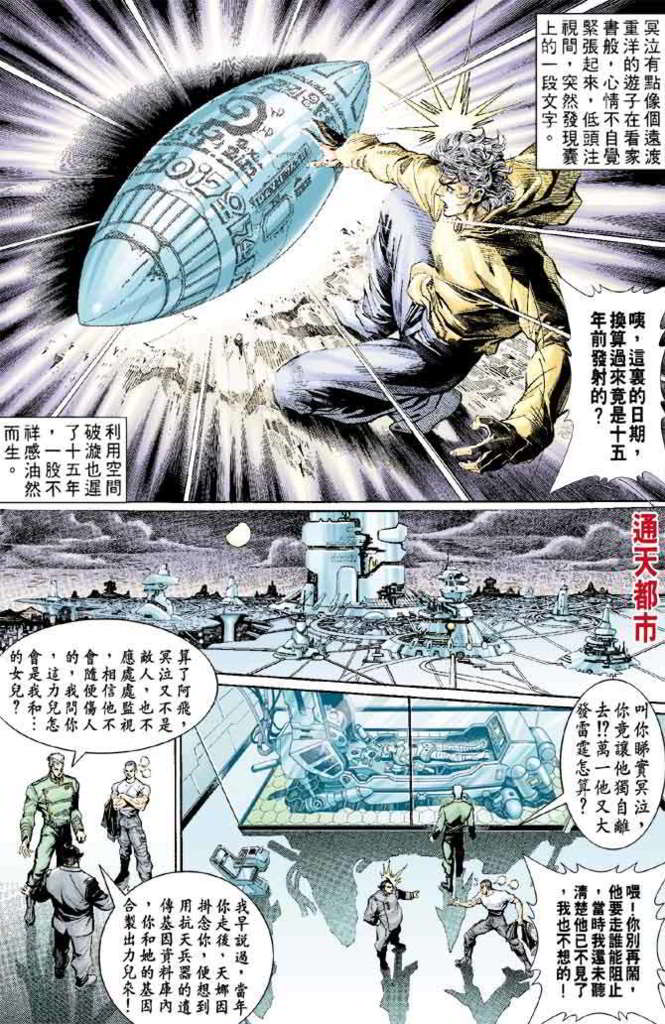 冥泣有點像個遠渡
重洋的遊子在看家
書般，心情不自覺
緊張起來，低頭注
視間，突然發現囊
上的一段文字。
咦，這裏的日期，
換算過來竟是十五
年前發射的？
利用空間
破漩也遲
了十五年
，一股不
祥感油然
而生。
通天都市
算了阿飛，
冥泣又不是
敵人，也不
應處處監視
，相信他不
會隨便傷人
的，我問你
，這力兒怎
會是我和…
的女兒？
叫你睇實冥泣，
你竟讓他獨自離
去！？萬一他又大
發雷霆怎算？
喂！你別再鬧，
他要走誰能阻止
，當時我還未聽
清楚他已不見了
，我也不想的！
我早說過，當年
你走後，天娜因
掛念你，便想到
用抗天兵器的遺
傳基因資料庫內
，你和她的基因
合製出力兒來！